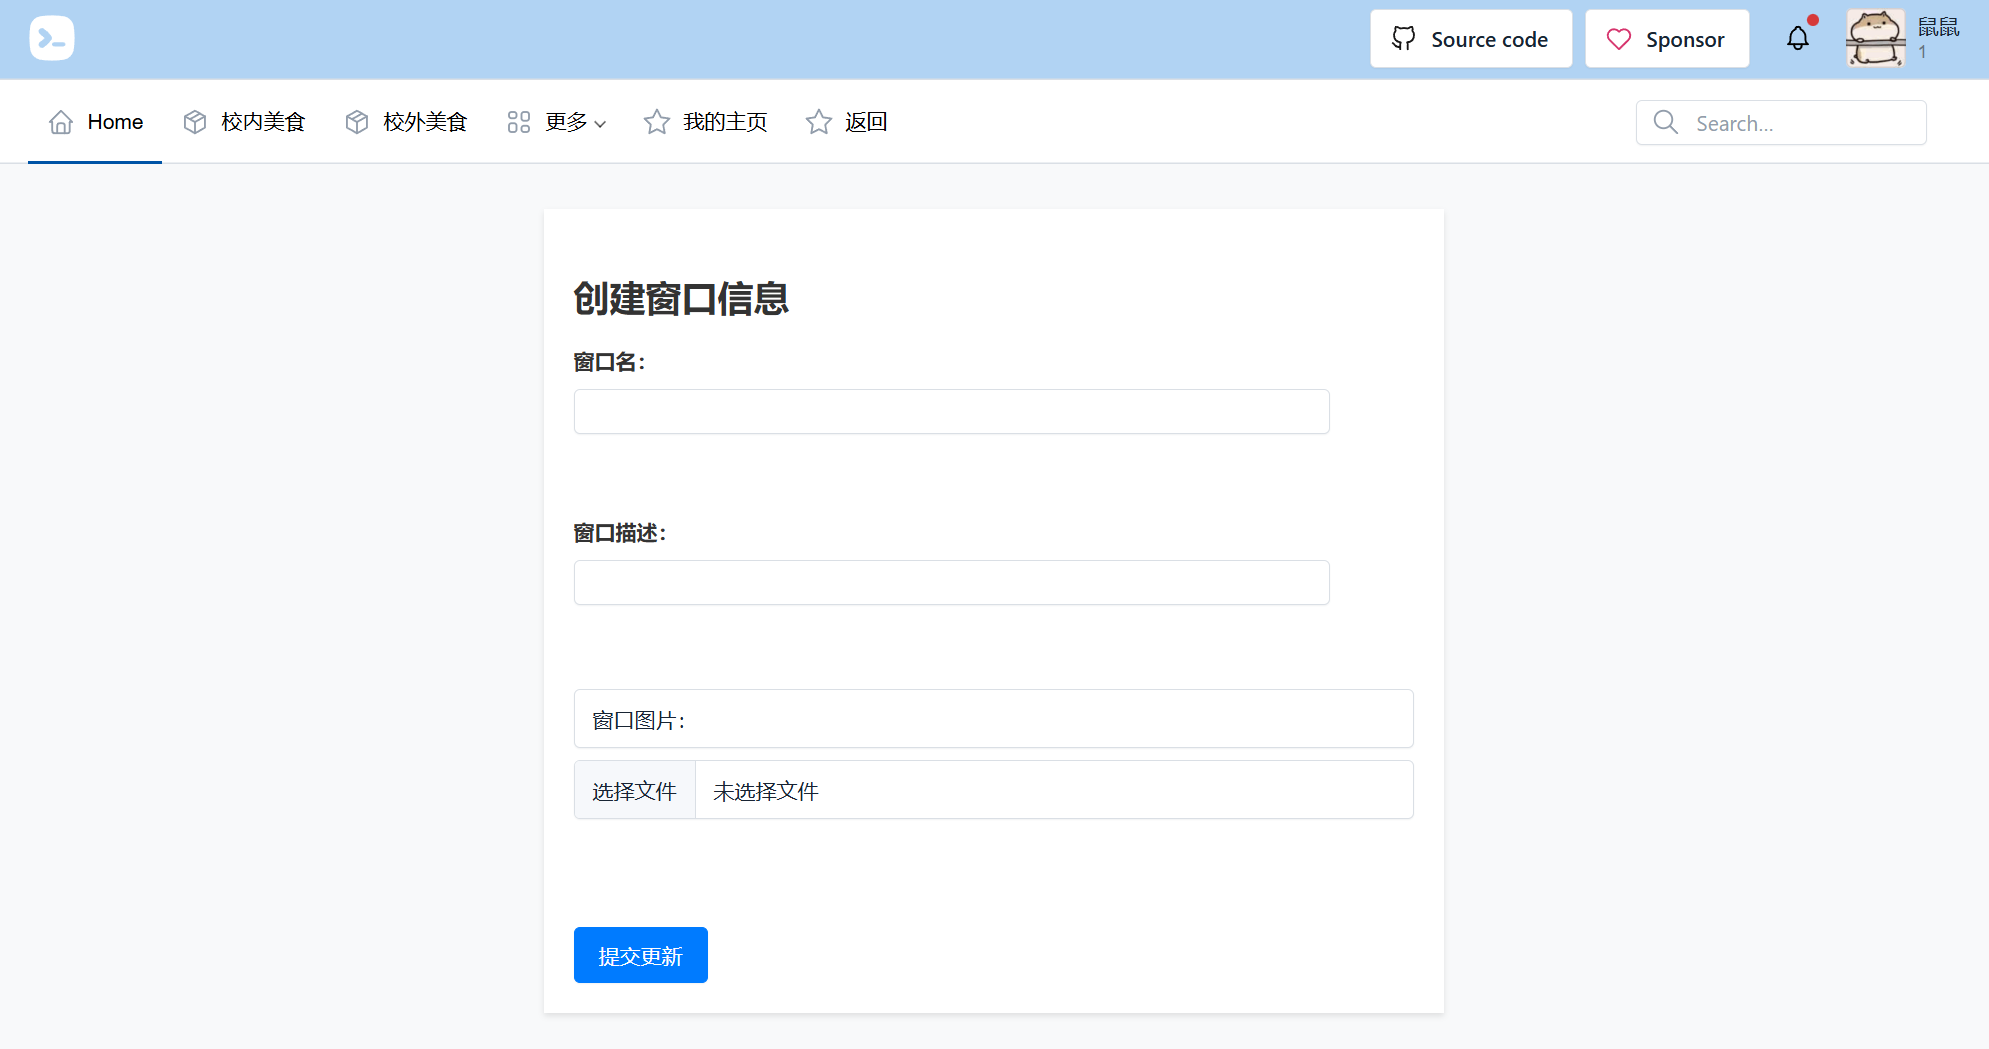 Source code
Sponsor
鼠鼠
1
Home
校内美食
校外美食
更多
我的主页
返回
Search…
创建窗口信息
窗口名：
窗口描述：
窗口图片：
选择文件
未选择文件
提交更新